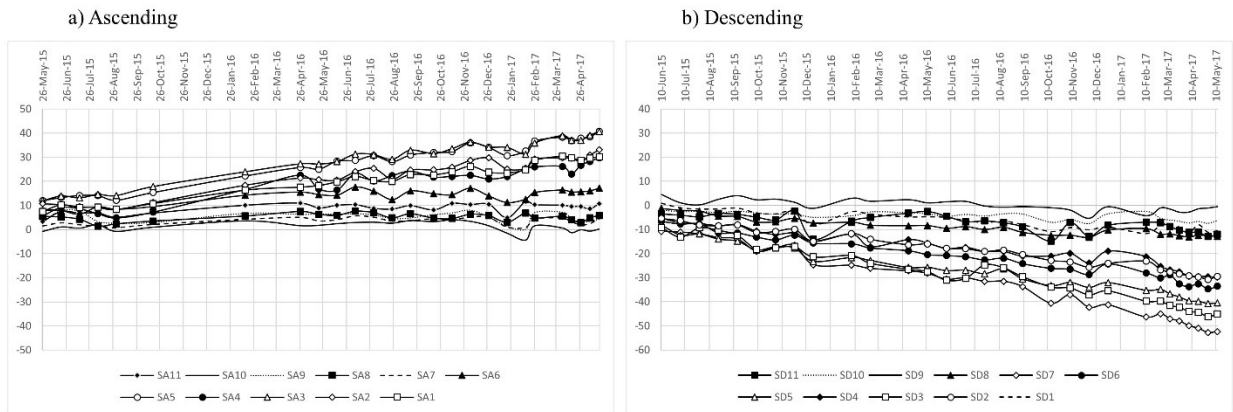 a) Ascending
b) Descending
26-May-15
26-Jun-15
26-Jul-15
26-Aug-15
26-Sep-15
26-Oct-15
26-Nov-15
26-Dec-15
26-Jan-16
26-Feb-16
26-Mar-16
26-Apr-16
26-May-16
26-Jun-16
26-Jul-16
26-Aug-16
26-Sep-16
26-Oct-16
26-Nov-16
26-Dec-16
26-Jan-17
26-Feb-17
26-Mar-17
26-Apr-17
50
40
30
20
10
0
-10
-20
-30
-40
-50
SA11 SA10 SA9 SA8 SA7 SA6
SA5 SA4 SA3 SA2 SA1
10-Jun-15
10-Jul-15
10-Aug-15
10-Sep-15
10-Oct-15
10-Nov-15
10-Dec-15
10-Jan-16
10-Feb-16
10-Mar-16
10-Apr-16
10-May-16
10-Jun-16
10-Jul-16
10-Aug-16
10-Sep-16
10-Oct-16
10-Nov-16
10-Dec-16
10-Jan-17
10-Feb-17
10-Mar-17
10-Apr-17
10-May-17
40
30
20
10
0
-10
-20
-30
-40
-50
-60
SD11 SD10 SD9 SD8 SD7 SD6
SD5 SD4 SD3 SD2 SD1